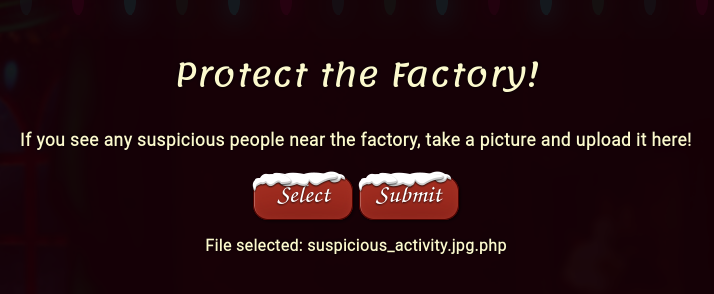 Protect the Factory!
If you see any suspicious people near the factory, take a picture and upload it here!
Select Submit
File selected: suspicious_activity.jpg.php